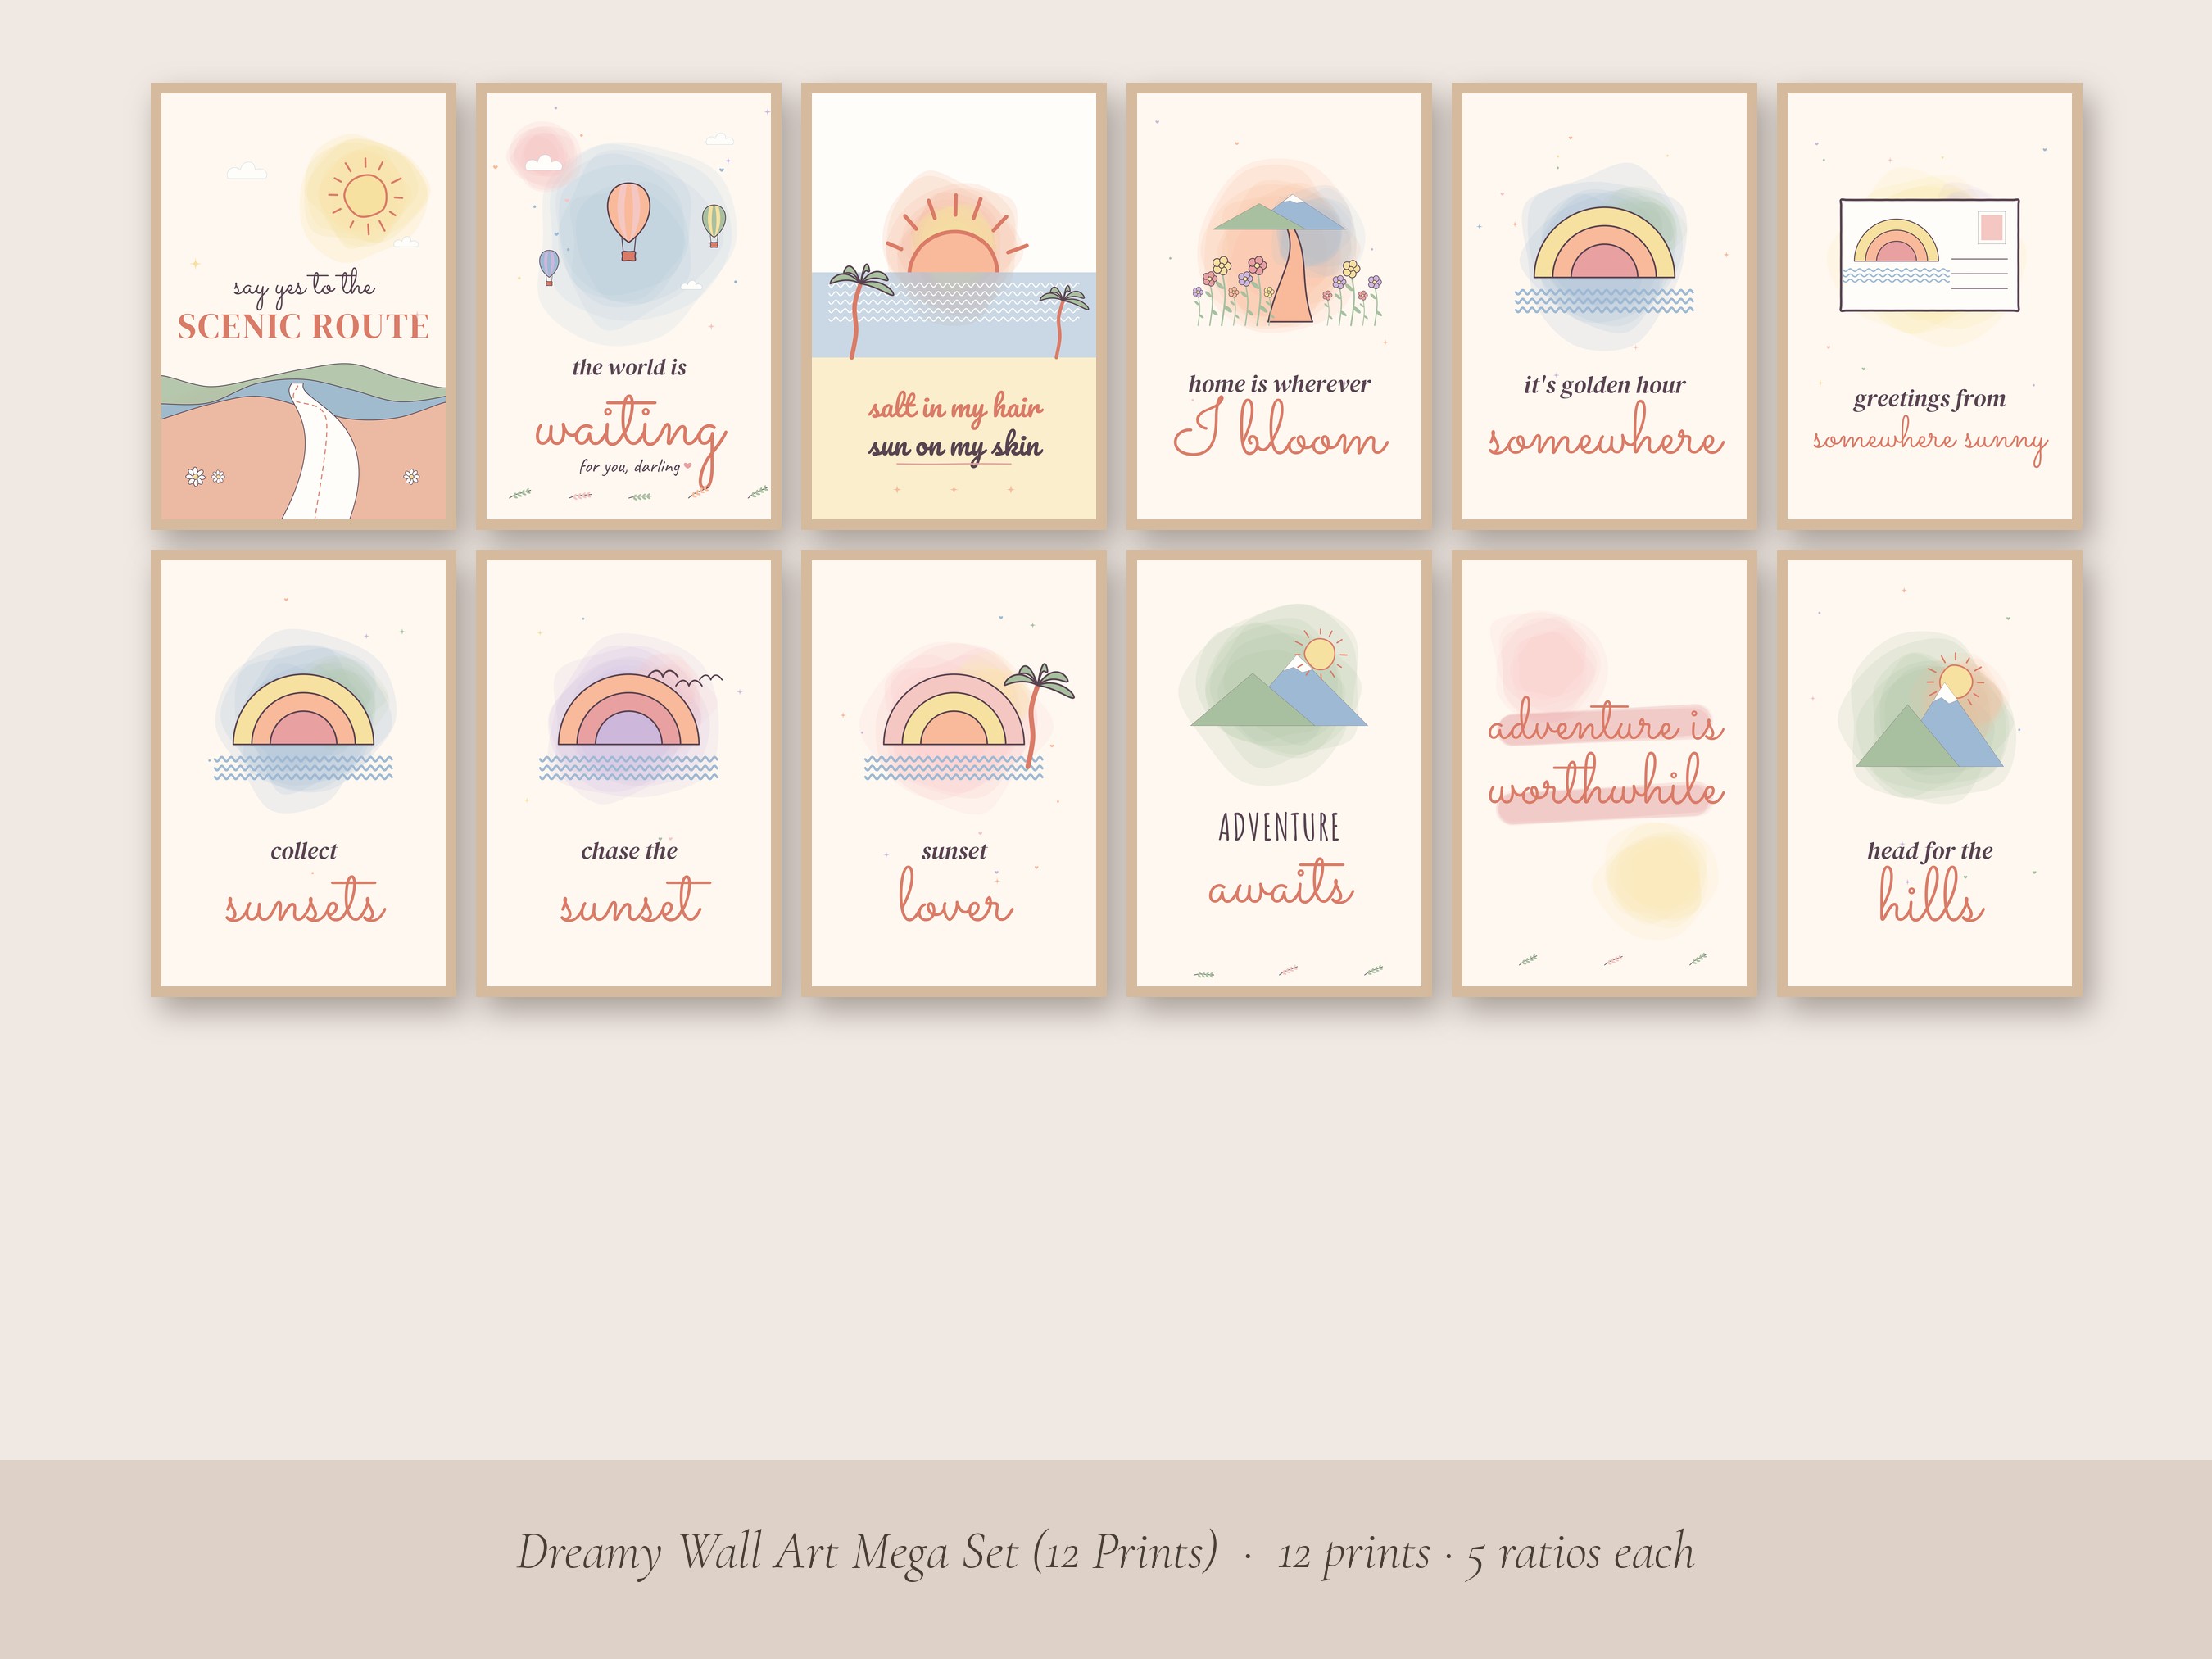 say yes to the
SCENIC ROUTE
the world is
waiting
for you, darling
salt in my hair
sun on my skin
home is wherever
I bloom
it's golden hour
somewhere
greetings from
somewhere sunny
collect
sunsets
chase the
sunset
sunset
lover
ADVENTURE
awaits
adventure is
worthwhile
head for the
hills
Dreamy Wall Art Mega Set (12 Prints) · 12 prints · 5 ratios each